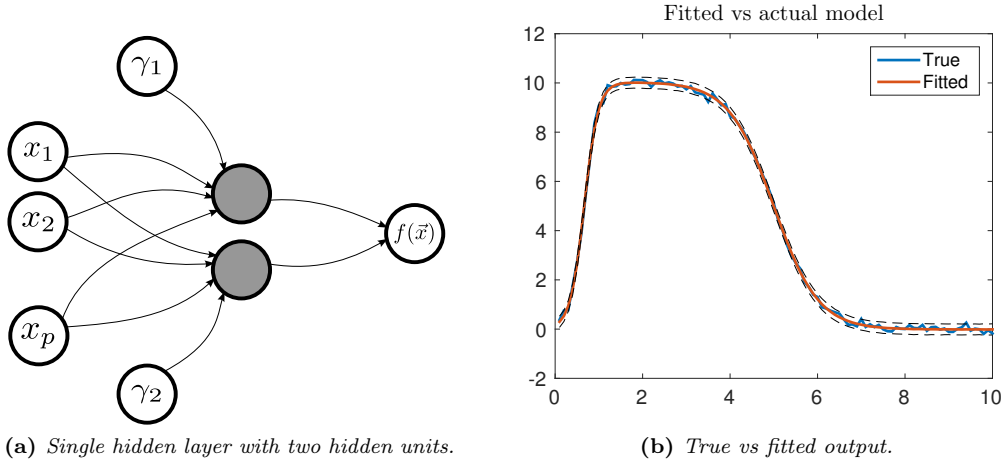 γ₁
x₁
x₂
xₚ
γ₂
f(x⃗)
(a) Single hidden layer with two hidden units.
Fitted vs actual model
12
10
8
6
4
2
0
-2
0 2 4 6 8 10
True
Fitted
(b) True vs fitted output.